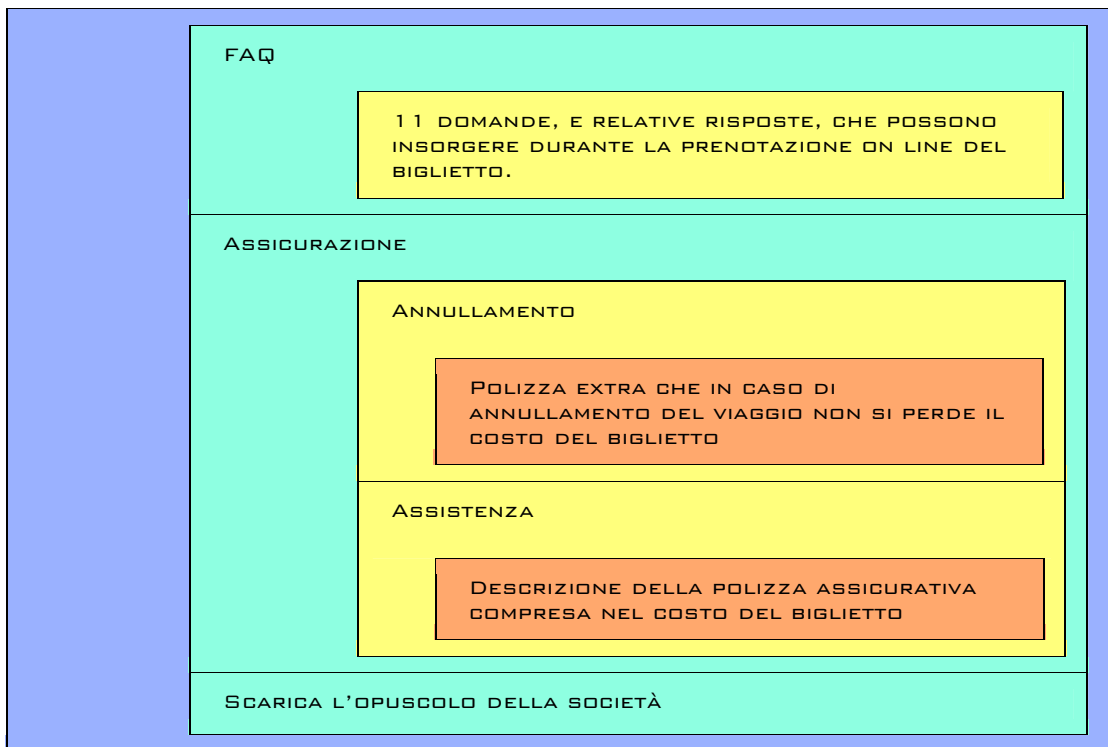 FAQ
11 domande, e relative risposte, che possono
insorgere durante la prenotazione on line del
biglietto.
Assicurazione
Annullamento
Polizza extra che in caso di
annullamento del viaggio non si perde il
costo del biglietto
Assistenza
Descrizione della polizza assicurativa
compresa nel costo del biglietto
Scarica l’opuscolo della società